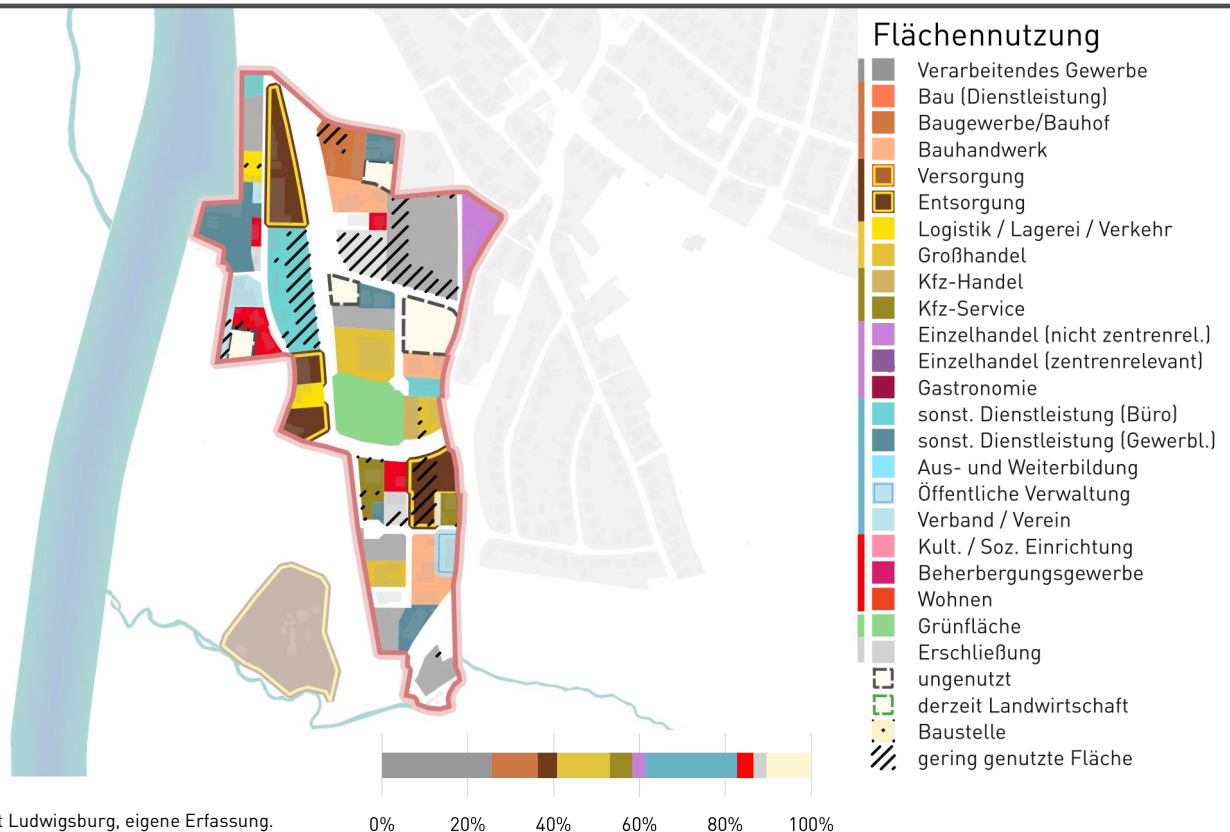 Flächennutzung
Verarbeitendes Gewerbe
Bau (Dienstleistung)
Baugewerbe/Bauhof
Bauhandwerk
Versorgung
Entsorgung
Logistik / Lagerei / Verkehr
Großhandel
Kfz-Handel
Kfz-Service
Einzelhandel (nicht zentrenrel.)
Einzelhandel (zentrenrelevant)
Gastronomie
sonst. Dienstleistung (Büro)
sonst. Dienstleistung (Gewerbl.)
Aus- und Weiterbildung
Öffentliche Verwaltung
Verband / Verein
Kult. / Soz. Einrichtung
Beherbergungsgewerbe
Wohnen
Grünfläche
Erschließung
ungenutzt
derzeit Landwirtschaft
Baustelle
gering genutzte Fläche
0% 20% 40% 60% 80% 100%
t Ludwigsburg, eigene Erfassung.